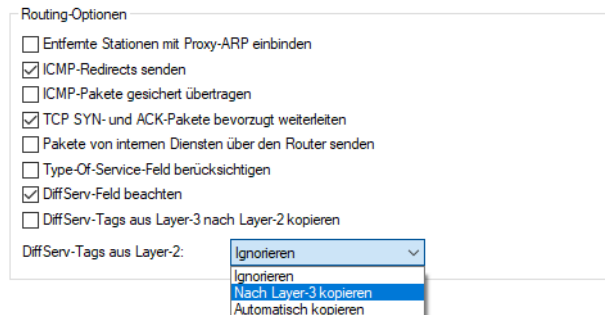 Routing-Optionen
Entfernte Stationen mit Proxy-ARP einbinden
ICMP-Redirects senden
ICMP-Pakete gesichert übertragen
TCP SYN- und ACK-Pakete bevorzugt weiterleiten
Pakete von internen Diensten über den Router senden
Type-Of-Service-Feld berücksichtigen
DiffServ-Feld beachten
DiffServ-Tags aus Layer-3 nach Layer-2 kopieren
DiffServ-Tags aus Layer-2: Ignorieren
Ignorieren
Nach Layer-3 kopieren
Automatisch kopieren